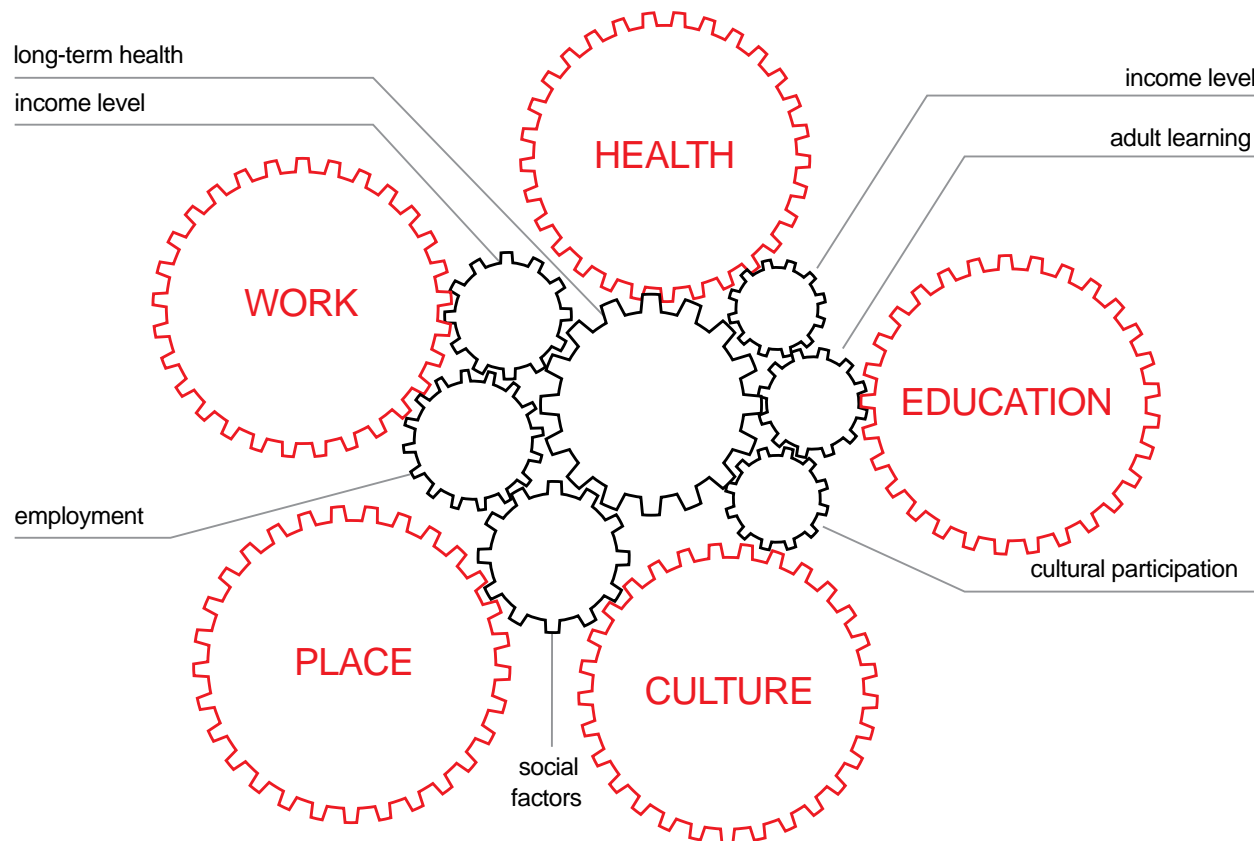 long-term health
income level
income level
adult learning
HEALTH
WORK
EDUCATION
employment
cultural participation
PLACE
CULTURE
social
factors